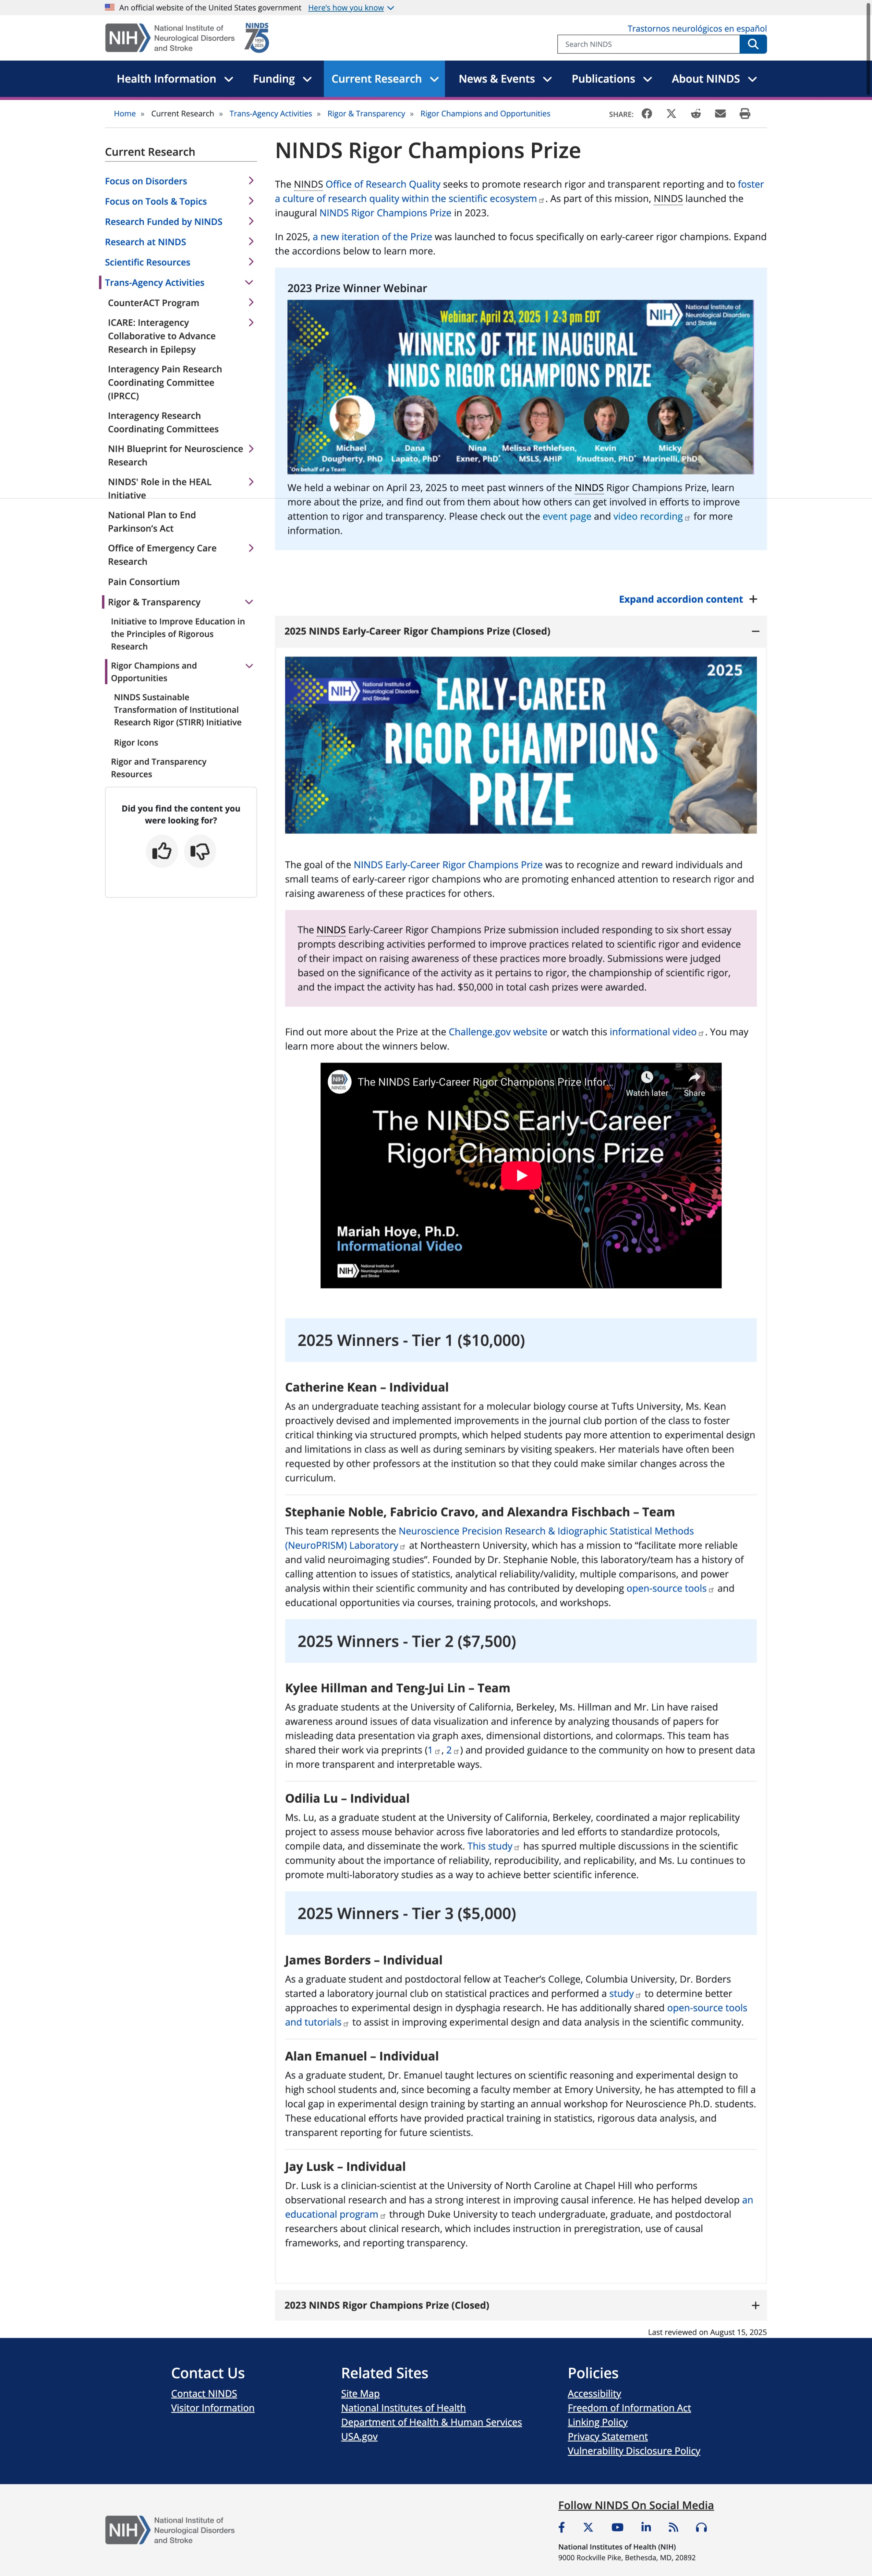 An official website of the United States government Here's how you know
NIH National Institute of
Neurological Disorders
and Stroke
NINDS
75
Trastornos neurológicos en español
Search NINDS
Health Information
Funding
Current Research
News & Events
Publications
About NINDS
Home » Current Research » Trans-Agency Activities » Rigor & Transparency » Rigor Champions and Opportunities
SHARE:
Current Research
Focus on Disorders
Focus on Tools & Topics
Research Funded by NINDS
Research at NINDS
Scientific Resources
Trans-Agency Activities
CounterACT Program
ICARE: Interagency
Collaborative to Advance
Research in Epilepsy
Interagency Pain Research
Coordinating Committee
(IPRCC)
Interagency Research
Coordinating Committees
NIH Blueprint for Neuroscience
Research
NINDS' Role in the HEAL
Initiative
National Plan to End
Parkinson's Act
Office of Emergency Care
Research
Pain Consortium
Rigor & Transparency
Initiative to Improve Education in
the Principles of Rigorous
Research
Rigor Champions and
Opportunities
NINDS Sustainable
Transformation of Institutional
Research Rigor (STIRR) Initiative
Rigor Icons
Rigor and Transparency
Resources
Did you find the content you
were looking for?
NINDS Rigor Champions Prize
The NINDS Office of Research Quality seeks to promote research rigor and transparent reporting and to foster
a culture of research quality within the scientific ecosystem. As part of this mission, NINDS launched the
inaugural NINDS Rigor Champions Prize in 2023.
In 2025, a new iteration of the Prize was launched to focus specifically on early-career rigor champions. Expand
the accordions below to learn more.
2023 Prize Winner Webinar
Webinar: April 23, 2025 | 2-3 pm EDT
NIH National Institute of
Neurological Disorders
and Stroke
WINNERS OF THE INAUGURAL
NINDS RIGOR CHAMPIONS PRIZE
Michael
Dougherty, PhD
Dana
Lapato, PhD*
Nina
Exner, PhD*
Melissa Rethlefsen,
MSLS, AHIP
Kevin
Knudtson, PhD*
Micky
Marinelli, PhD*
*On behalf of a Team
We held a webinar on April 23, 2025 to meet past winners of the NINDS Rigor Champions Prize, learn
more about the prize, and find out from them about how others can get involved in efforts to improve
attention to rigor and transparency. Please check out the event page and video recording for more
information.
Expand accordion content +
2025 NINDS Early-Career Rigor Champions Prize (Closed)
2025
NIH National Institute of
Neurological Disorders
and Stroke
EARLY-CAREER
RIGOR CHAMPIONS
PRIZE
The goal of the NINDS Early-Career Rigor Champions Prize was to recognize and reward individuals and
small teams of early-career rigor champions who are promoting enhanced attention to research rigor and
raising awareness of these practices for others.
The NINDS Early-Career Rigor Champions Prize submission included responding to six short essay
prompts describing activities performed to improve practices related to scientific rigor and evidence
of their impact on raising awareness of these practices more broadly. Submissions were judged
based on the significance of the activity as it pertains to rigor, the championship of scientific rigor,
and the impact the activity has had. $50,000 in total cash prizes were awarded.
Find out more about the Prize at the Challenge.gov website or watch this informational video. You may
learn more about the winners below.
The NINDS Early-Career Rigor Champions Prize Infor...
Watch later
Share
The NINDS Early-Career
Rigor Champions Prize
Mariah Hoye, Ph.D.
Informational Video
NIH National Institute of
Neurological Disorders
and Stroke
2025 Winners - Tier 1 ($10,000)
Catherine Kean – Individual
As an undergraduate teaching assistant for a molecular biology course at Tufts University, Ms. Kean
proactively devised and implemented improvements in the journal club portion of the class to foster
critical thinking via structured prompts, which helped students pay more attention to experimental design
and limitations in class as well as during seminars by visiting speakers. Her materials have often been
requested by other professors at the institution so that they could make similar changes across the
curriculum.
Stephanie Noble, Fabricio Cravo, and Alexandra Fischbach – Team
This team represents the Neuroscience Precision Research & Idiographic Statistical Methods
(NeuroPRISM) Laboratory at Northeastern University, which has a mission to “facilitate more reliable
and valid neuroimaging studies”. Founded by Dr. Stephanie Noble, this laboratory/team has a history of
calling attention to issues of statistics, analytical reliability/validity, multiple comparisons, and power
analysis within their scientific community and has contributed by developing open-source tools and
educational opportunities via courses, training protocols, and workshops.
2025 Winners - Tier 2 ($7,500)
Kylee Hillman and Teng-Jui Lin – Team
As graduate students at the University of California, Berkeley, Ms. Hillman and Mr. Lin have raised
awareness around issues of data visualization and inference by analyzing thousands of papers for
misleading data presentation via graph axes, dimensional distortions, and colormaps. This team has
shared their work via preprints (1, 2) and provided guidance to the community on how to present data
in more transparent and interpretable ways.
Odilia Lu – Individual
Ms. Lu, as a graduate student at the University of California, Berkeley, coordinated a major replicability
project to assess mouse behavior across five laboratories and led efforts to standardize protocols,
compile data, and disseminate the work. This study has spurred multiple discussions in the scientific
community about the importance of reliability, reproducibility, and replicability, and Ms. Lu continues to
promote multi-laboratory studies as a way to achieve better scientific inference.
2025 Winners - Tier 3 ($5,000)
James Borders – Individual
As a graduate student and postdoctoral fellow at Teacher's College, Columbia University, Dr. Borders
started a laboratory journal club on statistical practices and performed a study to determine better
approaches to experimental design in dysphagia research. He has additionally shared open-source tools
and tutorials to assist in improving experimental design and data analysis in the scientific community.
Alan Emanuel – Individual
As a graduate student, Dr. Emanuel taught lectures on scientific reasoning and experimental design to
high school students and, since becoming a faculty member at Emory University, he has attempted to fill a
local gap in experimental design training by starting an annual workshop for Neuroscience Ph.D. students.
These educational efforts have provided practical training in statistics, rigorous data analysis, and
transparent reporting for future scientists.
Jay Lusk – Individual
Dr. Lusk is a clinician-scientist at the University of North Caroline at Chapel Hill who performs
observational research and has a strong interest in improving causal inference. He has helped develop an
educational program through Duke University to teach undergraduate, graduate, and postdoctoral
researchers about clinical research, which includes instruction in preregistration, use of causal
frameworks, and reporting transparency.
2023 NINDS Rigor Champions Prize (Closed)
Last reviewed on August 15, 2025
Contact Us
Contact NINDS
Visitor Information
Related Sites
Site Map
National Institutes of Health
Department of Health & Human Services
USA.gov
Policies
Accessibility
Freedom of Information Act
Linking Policy
Privacy Statement
Vulnerability Disclosure Policy
NIH National Institute of
Neurological Disorders
and Stroke
Follow NINDS On Social Media
National Institutes of Health (NIH)
9000 Rockville Pike, Bethesda, MD, 20892